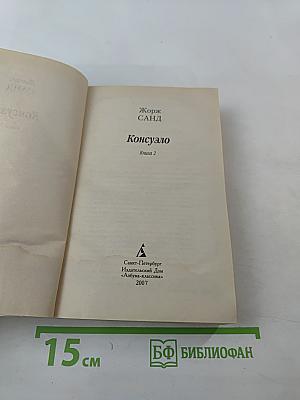 Жорж
САНД
Консуэло
Книга 2
Санкт-Петербург
Издательский Дом
«Азбука-классика»
2007
15 см
БФ БИБЛИОФАН